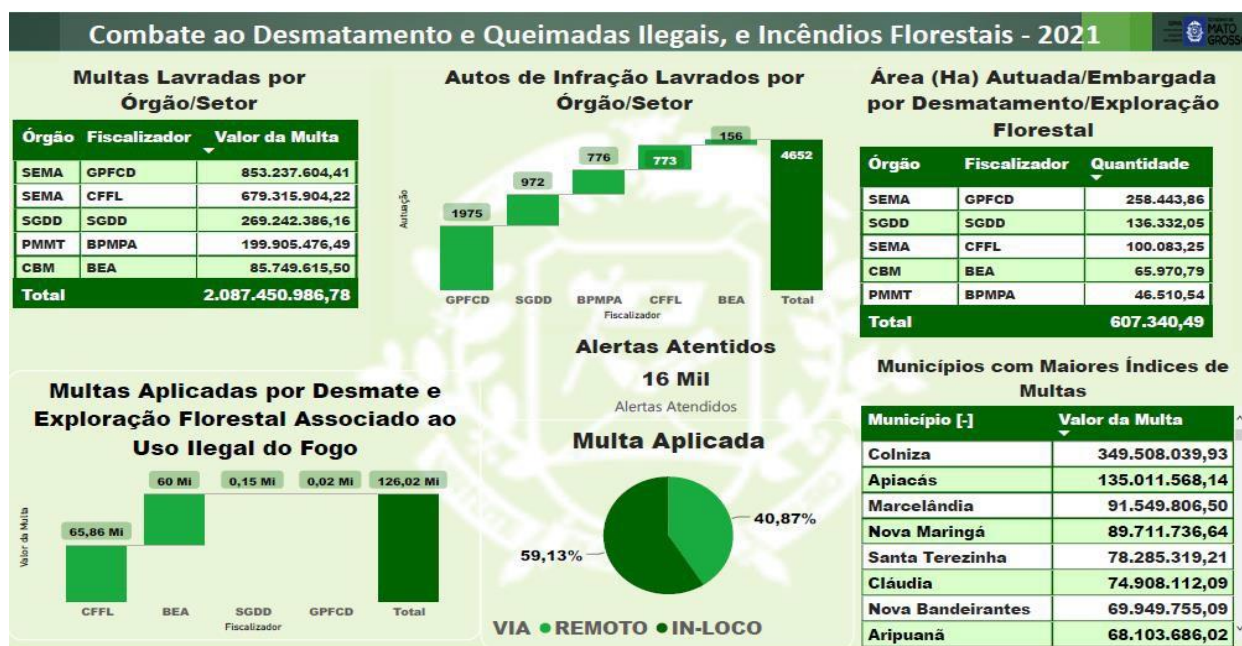 Combate ao Desmatamento e Queimadas Ilegais, e Incêndios Florestais - 2021
MATO
GROSSO
Multas Lavradas por
Órgão/Setor
Órgão Fiscalizador Valor da Multa
SEMA GPFCD 853.237.604,41
SEMA CFFL 679.315.904,22
SGDD SGDD 269.242.386,16
PMMT BPMPA 199.905.476,49
CBM BEA 85.749.615,50
Total 2.087.450.986,78
Autos de Infração Lavrados por
Órgão/Setor
Autuação
1975
972
776
773
156
4652
GPFCD SGDD BPMPA CFFL BEA Total
Fiscalizador
Área (Ha) Autuada/Embargada
por Desmatamento/Exploração
Florestal
Órgão Fiscalizador Quantidade
SEMA GPFCD 258.443,86
SGDD SGDD 136.332,05
SEMA CFFL 100.083,25
CBM BEA 65.970,79
PMMT BPMPA 46.510,54
Total 607.340,49
Multas Aplicadas por Desmate e
Exploração Florestal Associado ao
Uso Ilegal do Fogo
Valor da Multa
65,86 Mi
60 Mi
0,15 Mi
0,02 Mi
126,02 Mi
CFFL BEA SGDD GPFCD Total
Fiscalizador
Alertas Atentidos
16 Mil
Alertas Atendidos
Multa Aplicada
40,87%
59,13%
VIA REMOTO IN-LOCO
Municípios com Maiores Índices de
Multas
Município [-] Valor da Multa
Colniza 349.508.039,93
Apiacás 135.011.568,14
Marcelândia 91.549.806,50
Nova Maringá 89.711.736,64
Santa Terezinha 78.285.319,21
Cláudia 74.908.112,09
Nova Bandeirantes 69.949.755,09
Aripuanã 68.103.686,02